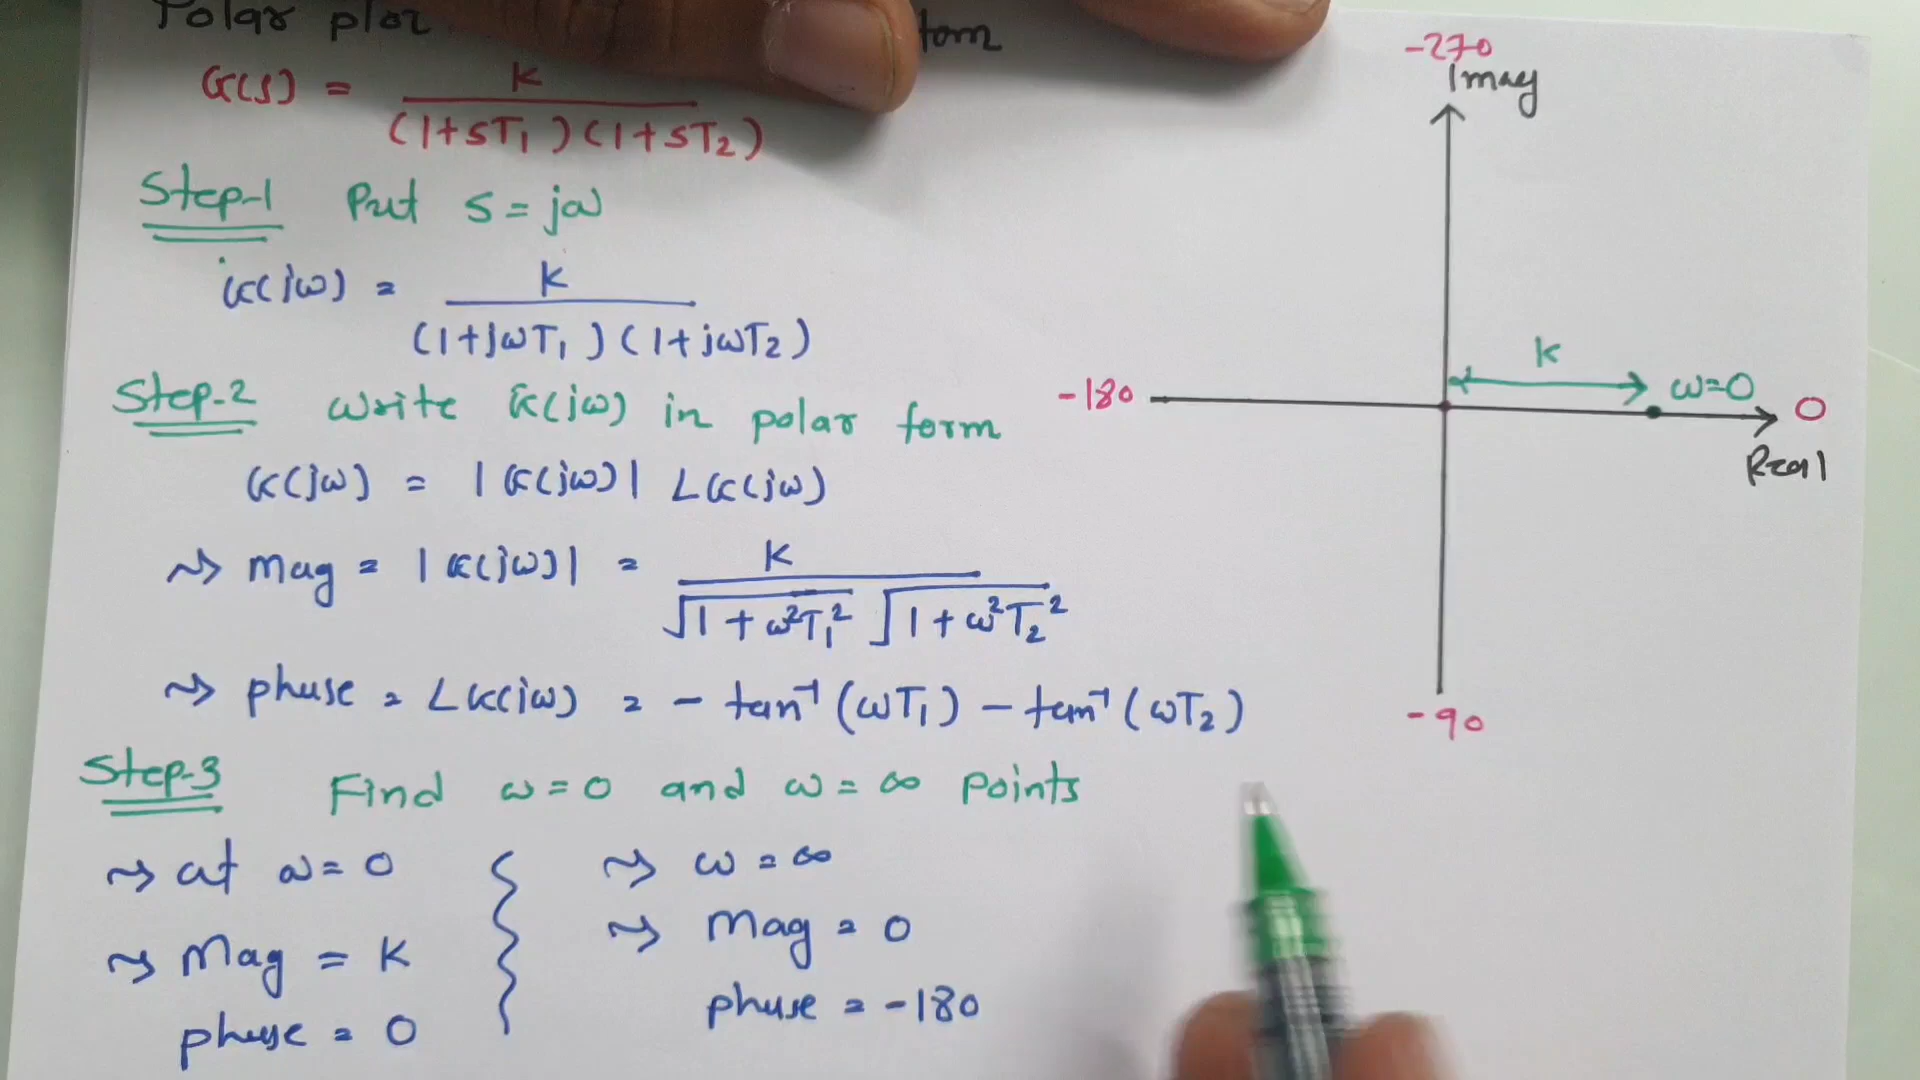 Polar plot
G(s) = K / (1+sT₁)(1+sT₂)
Step-1 Put s = jω
G(jω) = K / (1+jωT₁)(1+jωT₂)
Step-2 Write G(jω) in polar form
G(jω) = |G(jω)| ∠G(jω)
⇝ Mag = |G(jω)| = K / √1+ω²T₁² √1+ω²T₂²
⇝ phase = ∠G(jω) = - tan⁻¹(ωT₁) - tan⁻¹(ωT₂)
Step-3 Find ω=0 and ω=∞ points
⇝ at ω=0
⇝ Mag = K
phase = 0
⇝ ω = ∞
⇝ Mag = 0
phase = -180
-270
Imag
K
ω=0
-180
0
Real
-90